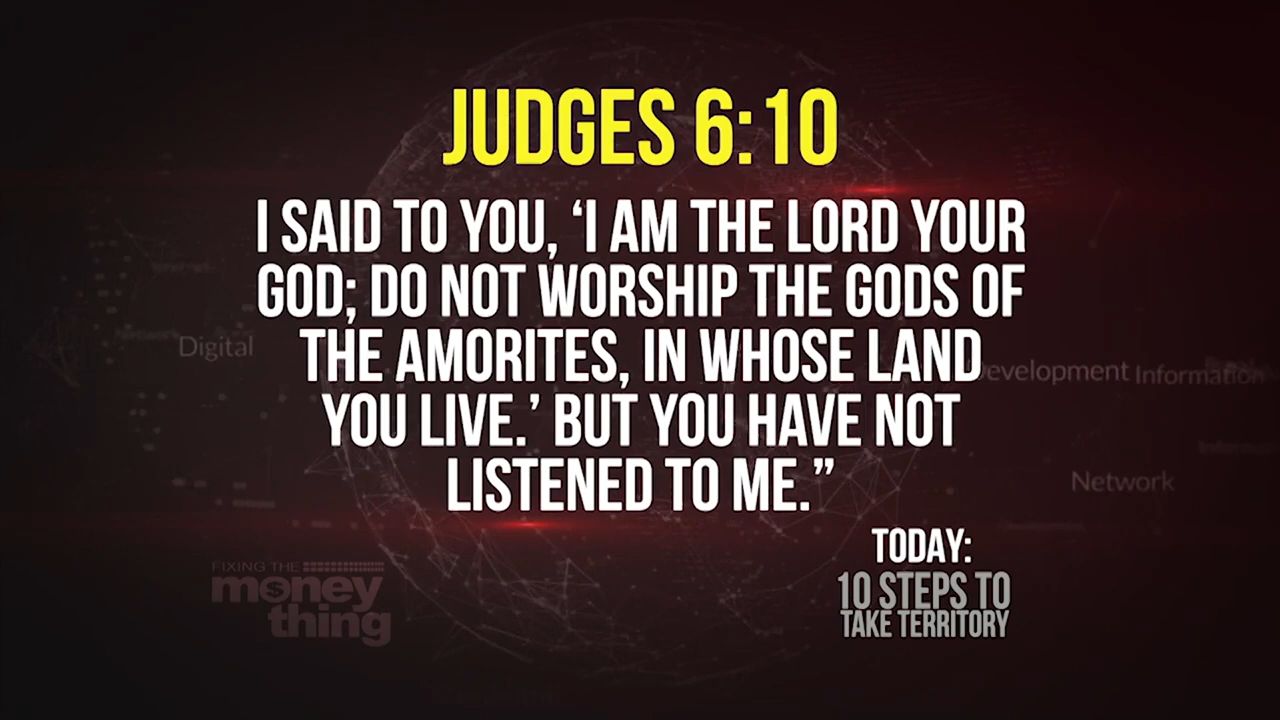 JUDGES 6:10
I SAID TO YOU, ‘I AM THE LORD YOUR
GOD; DO NOT WORSHIP THE GODS OF
THE AMORITES, IN WHOSE LAND
YOU LIVE.’ BUT YOU HAVE NOT
LISTENED TO ME.”
Digital
evelopment Information
Network
TODAY:
10 STEPS TO
TAKE TERRITORY
FIXING THE
money
thing